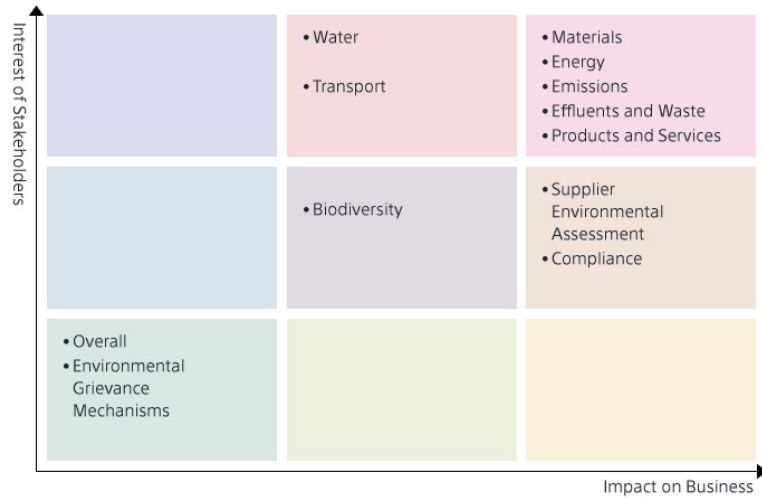 Interest of Stakeholders
• Water
• Transport
• Materials
• Energy
• Emissions
• Effluents and Waste
• Products and Services
• Biodiversity
• Supplier
Environmental
Assessment
• Compliance
• Overall
• Environmental
Grievance
Mechanisms
Impact on Business